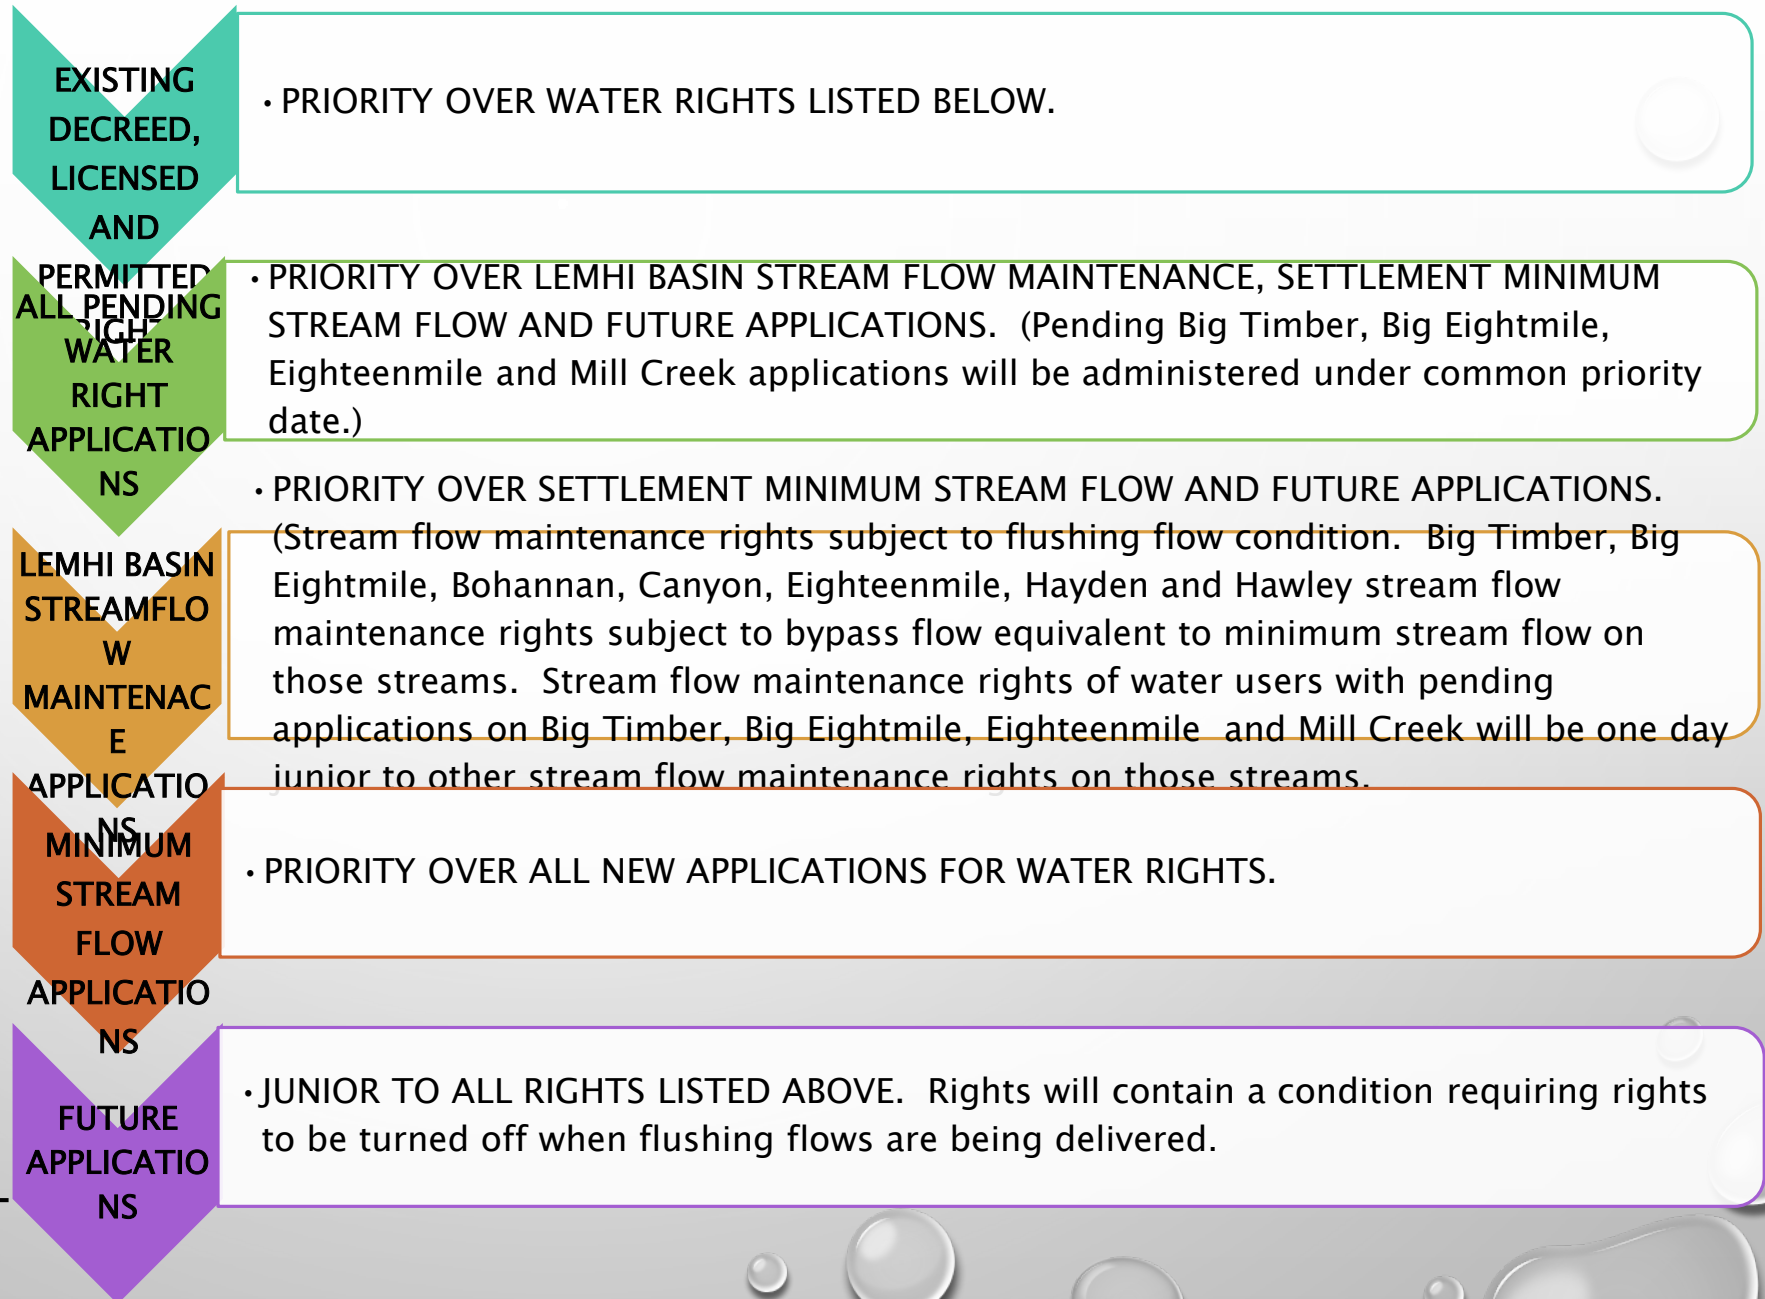 EXISTING
DECREED,
LICENSED
AND
PERMITTED
RIGHT
• PRIORITY OVER WATER RIGHTS LISTED BELOW.
ALL PENDING
WATER
RIGHT
APPLICATIO
NS
• PRIORITY OVER LEMHI BASIN STREAM FLOW MAINTENANCE, SETTLEMENT MINIMUM
STREAM FLOW AND FUTURE APPLICATIONS. (Pending Big Timber, Big Eightmile,
Eighteenmile and Mill Creek applications will be administered under common priority
date.)
LEMHI BASIN
STREAMFLO
W
MAINTENAC
E
APPLICATIO
NS
• PRIORITY OVER SETTLEMENT MINIMUM STREAM FLOW AND FUTURE APPLICATIONS.
(Stream flow maintenance rights subject to flushing flow condition. Big Timber, Big
Eightmile, Bohannan, Canyon, Eighteenmile, Hayden and Hawley stream flow
maintenance rights subject to bypass flow equivalent to minimum stream flow on
those streams. Stream flow maintenance rights of water users with pending
applications on Big Timber, Big Eightmile, Eighteenmile and Mill Creek will be one day
junior to other stream flow maintenance rights on those streams.
MINIMUM
STREAM
FLOW
APPLICATIO
NS
• PRIORITY OVER ALL NEW APPLICATIONS FOR WATER RIGHTS.
FUTURE
APPLICATIO
NS
• JUNIOR TO ALL RIGHTS LISTED ABOVE. Rights will contain a condition requiring rights
to be turned off when flushing flows are being delivered.